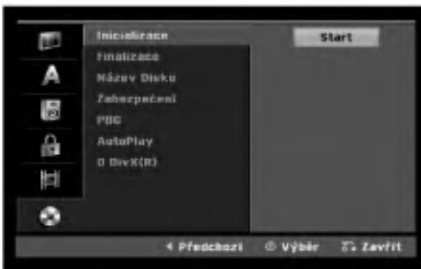 Inicializace
Start
Finalizace
Název Disku
Zabezpečení
PBC
AutoPlay
O DivX(R)
Předchozí
Výběr
Zavřít